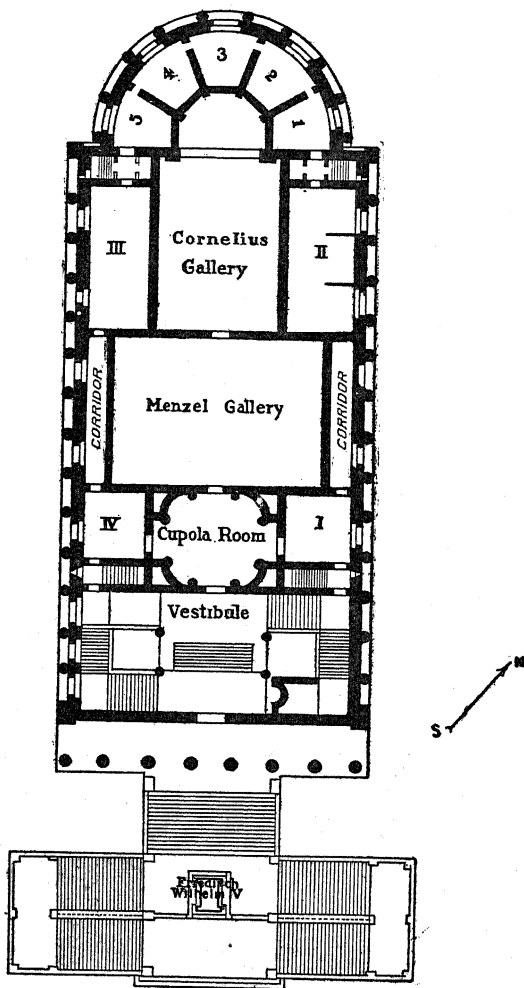 3
4
2
5
1
Cornelius
Gallery
III
II
Menzel Gallery
CORRIDOR
CORRIDOR
IV
Cupola Room
I
Vestibule
N
S
Friedrich
Wilhelm V